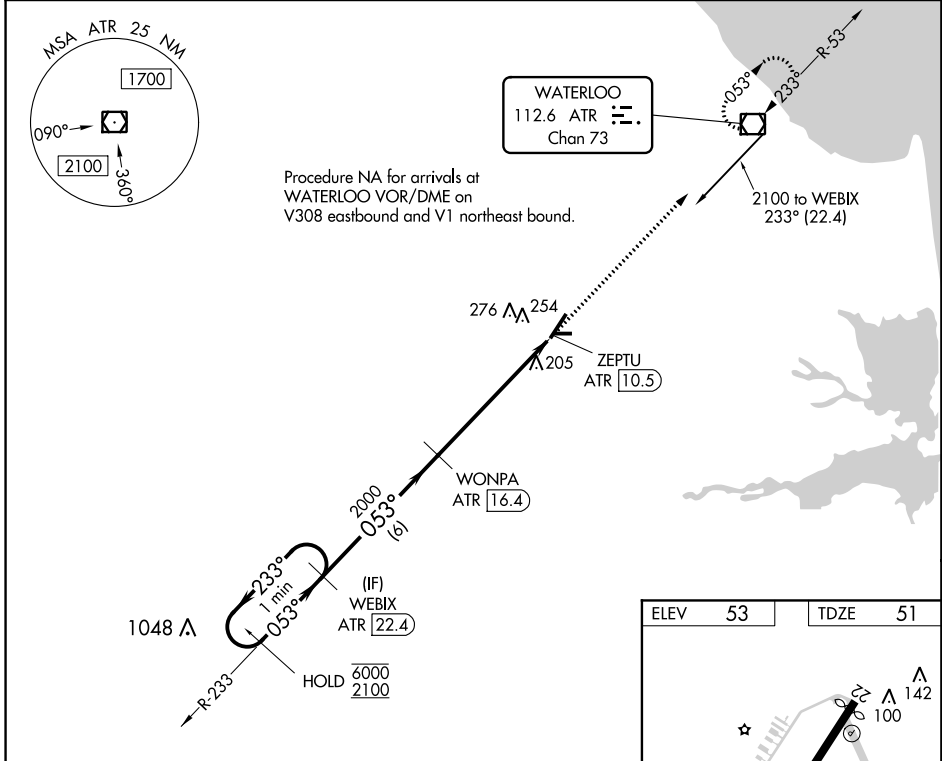 MSA ATR 25 NM
1700
090°
2100
360°
WATERLOO
112.6 ATR
Chan 73
053°
233°
R-53
2100 to WEBIX
233° (22.4)
Procedure NA for arrivals at
WATERLOO VOR/DME on
V308 eastbound and V1 northeast bound.
276
254
205
ZEPTU
ATR 10.5
WONPA
ATR 16.4
2000
053°
(6)
233°
1 min
053°
(IF)
WEBIX
ATR 22.4
1048
HOLD 6000
2100
R-233
ELEV 53
TDZE 51
22
142
100
P